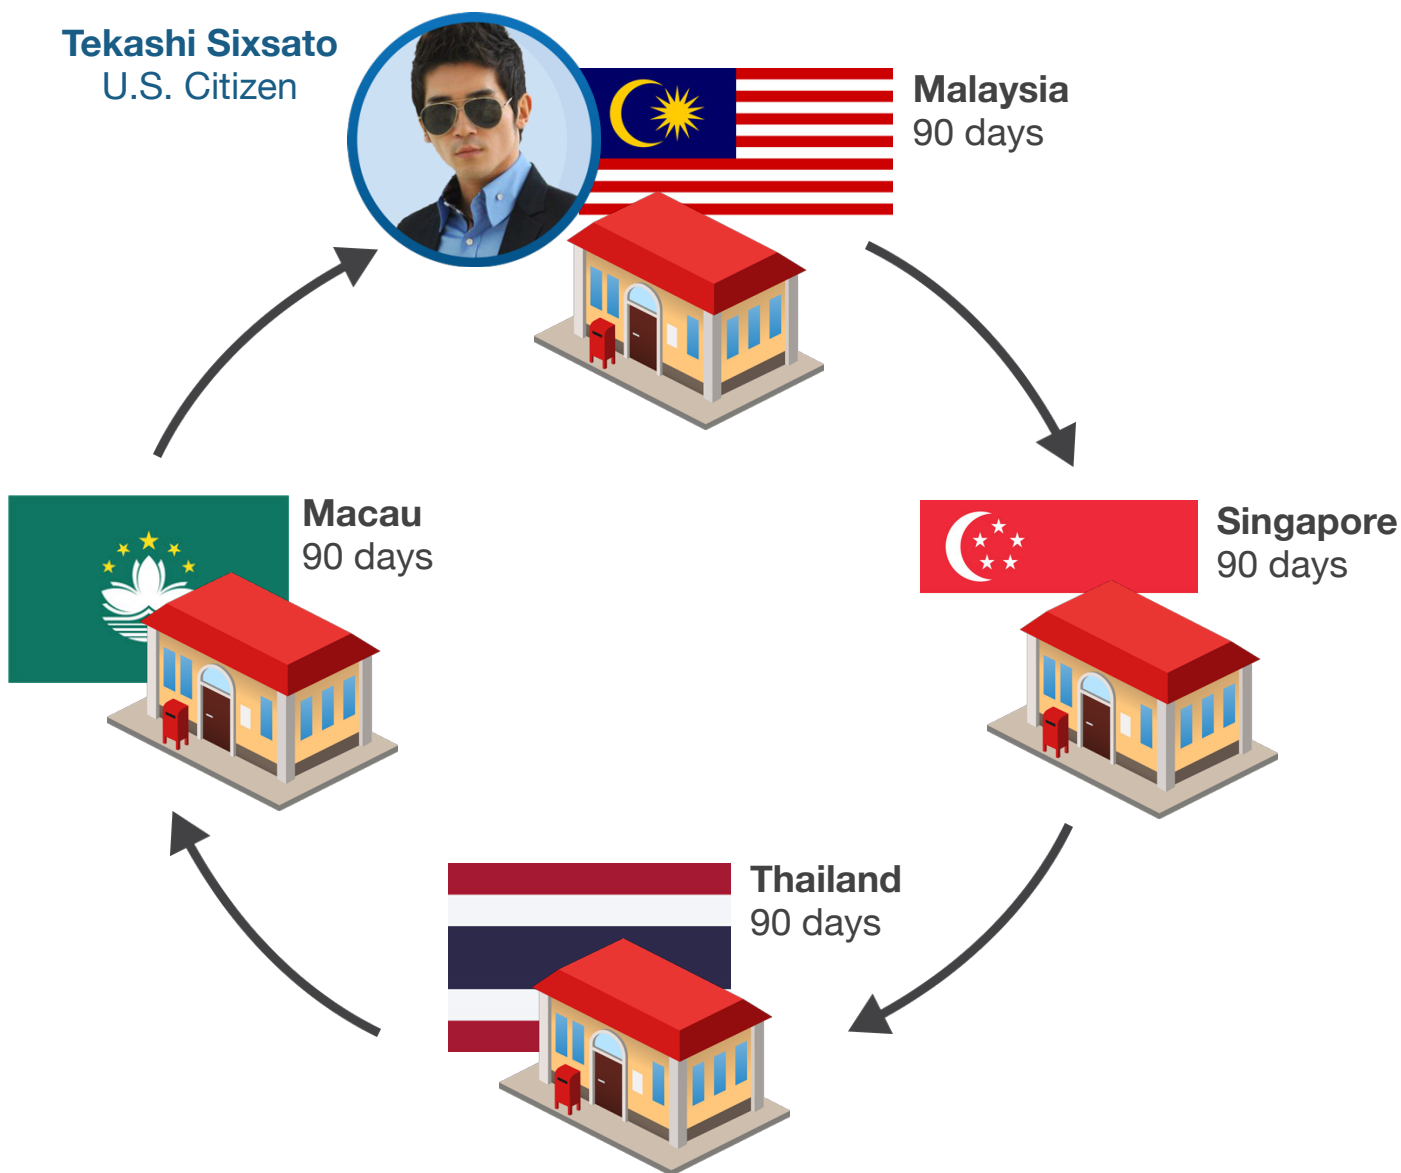 Tekashi Sixsato
U.S. Citizen
Malaysia
90 days
Macau
90 days
Singapore
90 days
Thailand
90 days